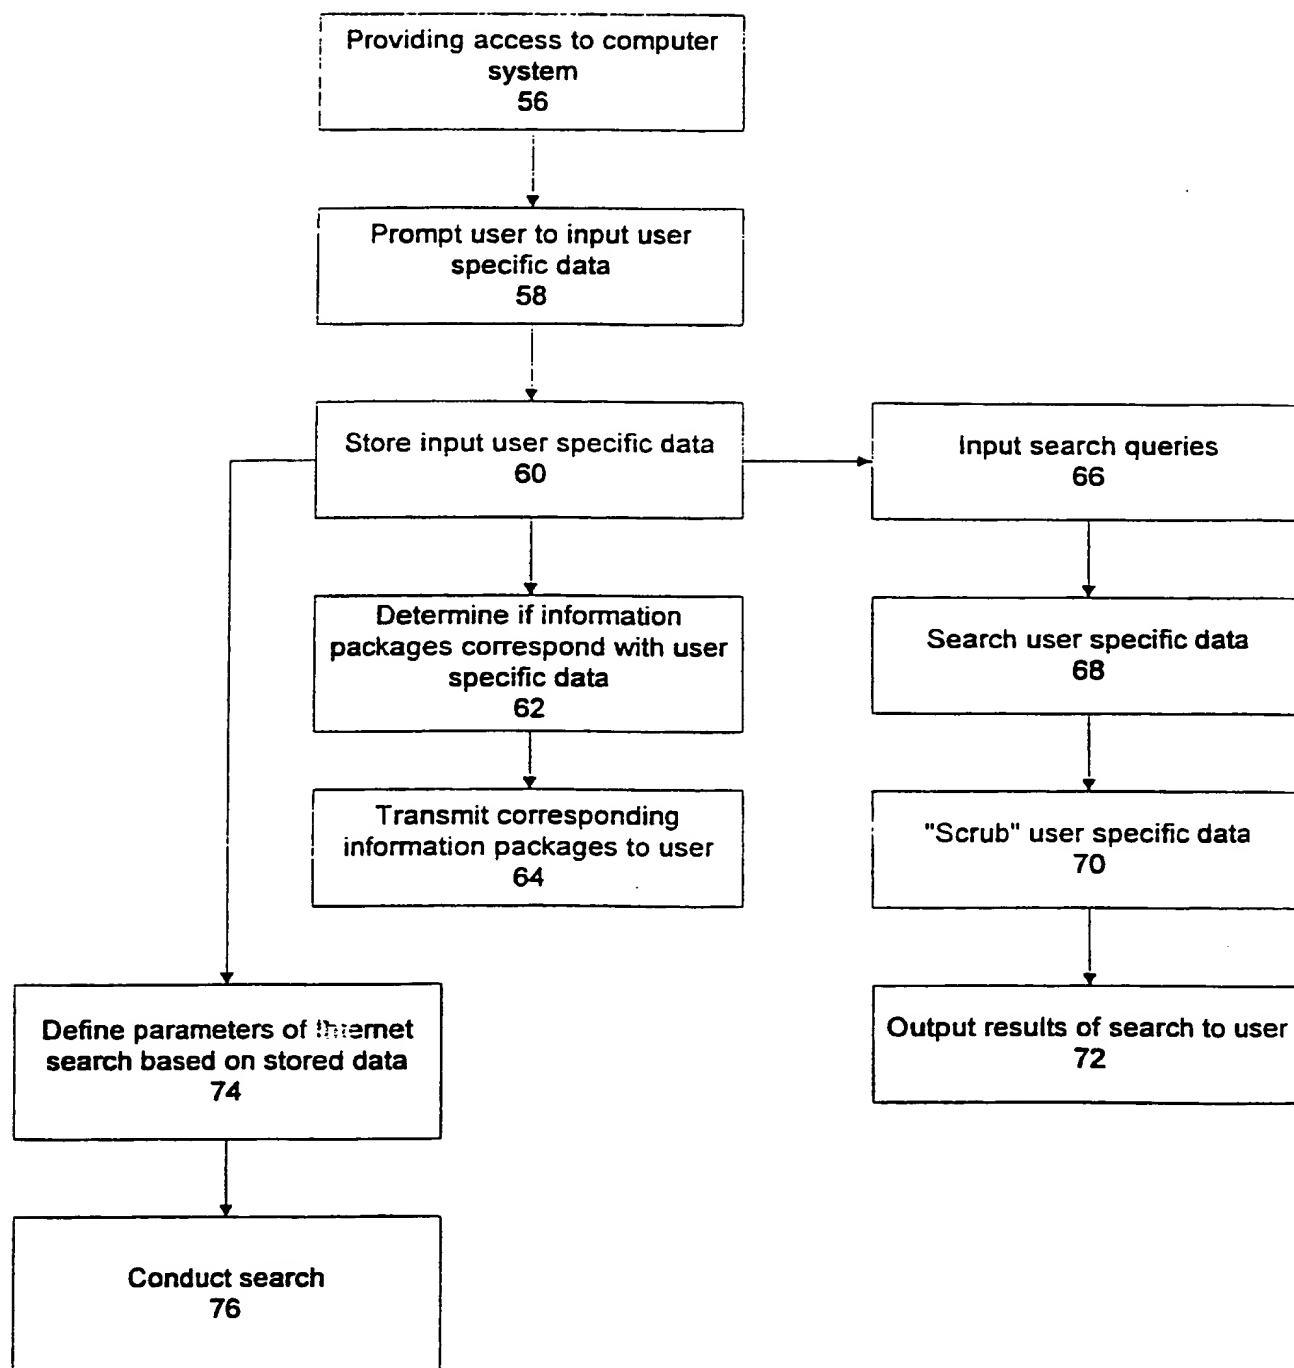 Providing access to computer
system
56
Prompt user to input user
specific data
58
Store input user specific data
60
Input search queries
66
Determine if information
packages correspond with user
specific data
62
Search user specific data
68
Transmit corresponding
information packages to user
64
"Scrub" user specific data
70
Define parameters of Internet
search based on stored data
74
Output results of search to user
72
Conduct search
76